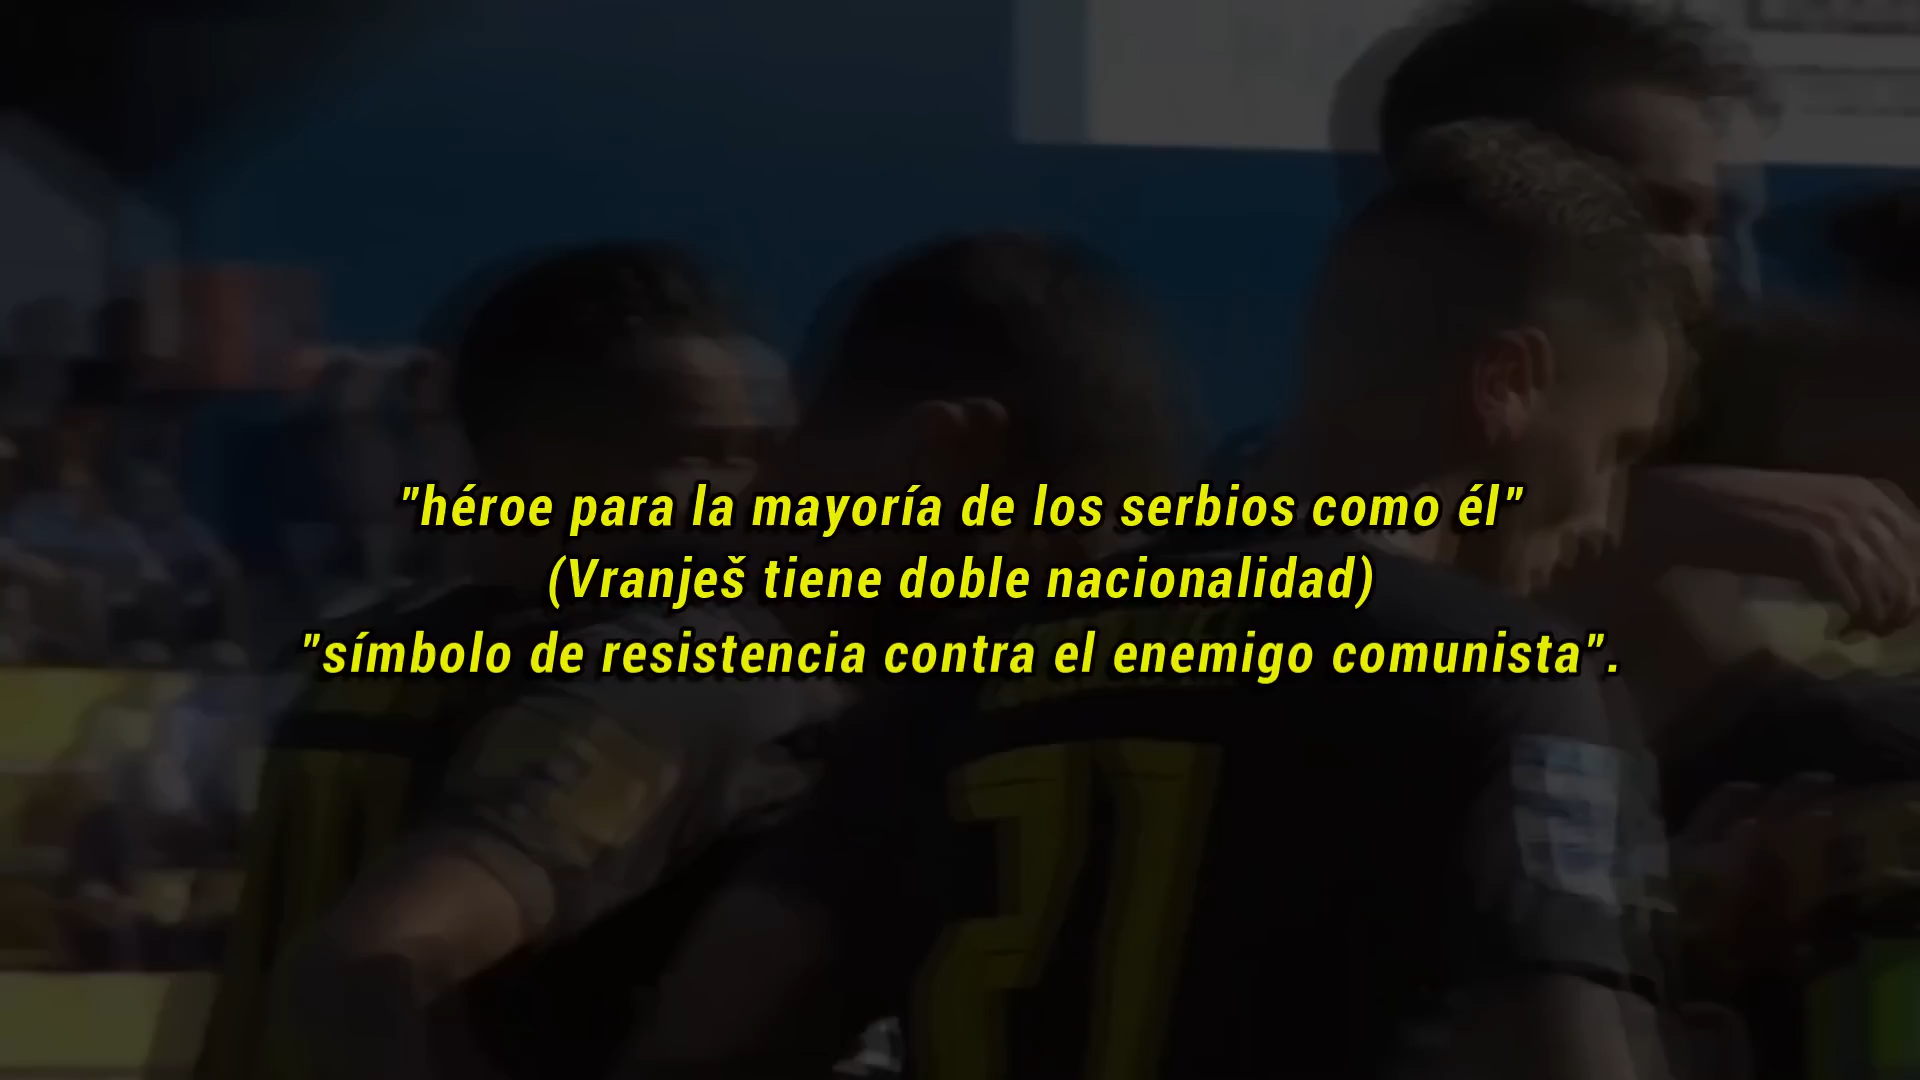 "héroe para la mayoría de los serbios como él"
(Vranješ tiene doble nacionalidad)
"símbolo de resistencia contra el enemigo comunista".
21